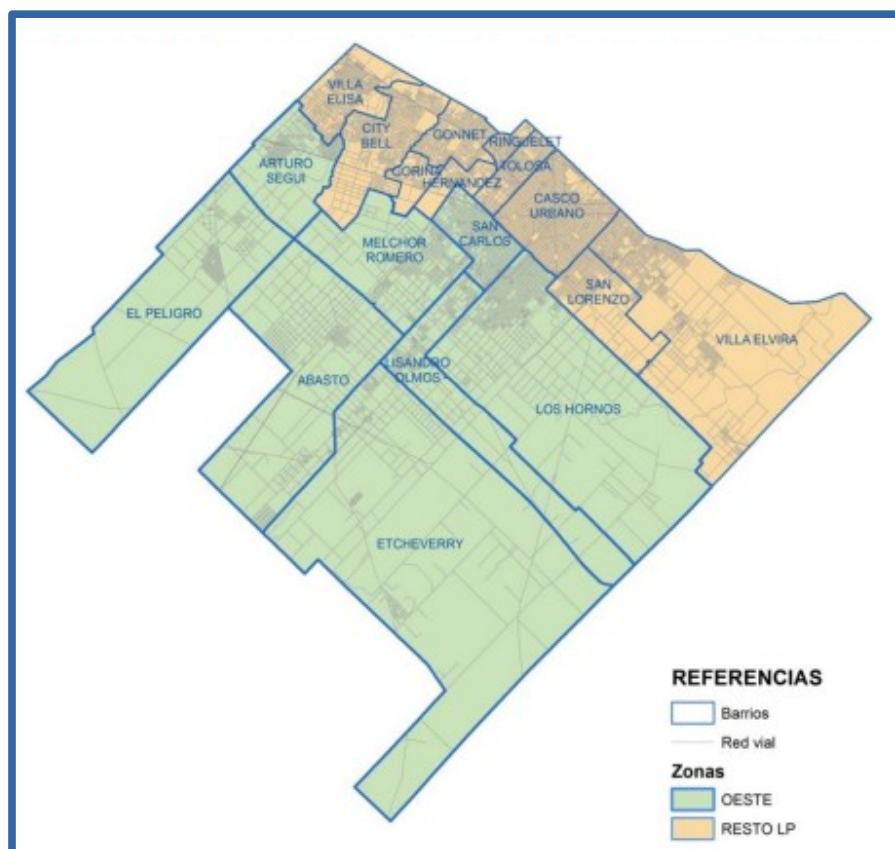 VILLA
ELISA
CITY
BELL
GONNET
RINGUELET
TOLOSA
ARTURO
SEGUI
GORINA
HERNANDEZ
CASCO
URBANO
SAN
CARLOS
MELCHOR
ROMERO
SAN
LORENZO
EL PELIGRO
VILLA ELVIRA
LISANDRO
OLMOS
ABASTO
LOS HORNOS
ETCHEVERRY
REFERENCIAS
Barrios
Red vial
Zonas
OESTE
RESTO LP